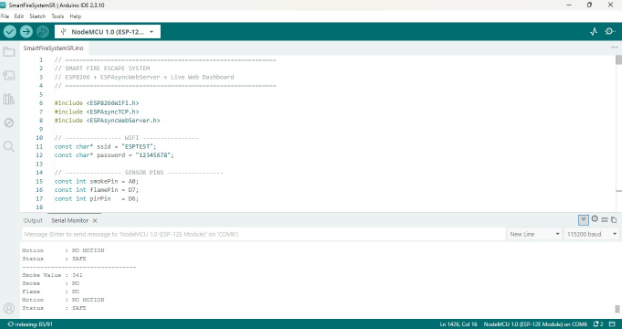 SmartFireSystemSR | Arduino IDE 2.3.10
File Edit Sketch Tools Help
NodeMCU 1.0 (ESP-12...
SmartFireSystemSR.ino
1 // ============================================================
2 // SMART FIRE ESCAPE SYSTEM
3 // ESP8266 + ESPAsyncWebServer + Live Web Dashboard
4 // ============================================================
5
6 #include <ESP8266WiFi.h>
7 #include <ESPAsyncTCP.h>
8 #include <ESPAsyncWebServer.h>
9
10 // ---------------- WIFI ----------------
11 const char* ssid = "ESPTEST";
12 const char* password = "12345678";
13
14 // ---------------- SENSOR PINS ----------------
15 const int smokePin = A0;
16 const int flamePin = D7;
17 const int pirPin = D6;
18
Output Serial Monitor
Message (Enter to send message to 'NodeMCU 1.0 (ESP-12E Module)' on 'COM6')
New Line
115200 baud
Motion : NO MOTION
Status : SAFE
--------------------------------
Smoke Value : 341
Smoke : NO
Flame : NO
Motion : NO MOTION
Status : SAFE
indexing: 85/91
Ln 1426, Col 16 NodeMCU 1.0 (ESP-12E Module) on COM6 2